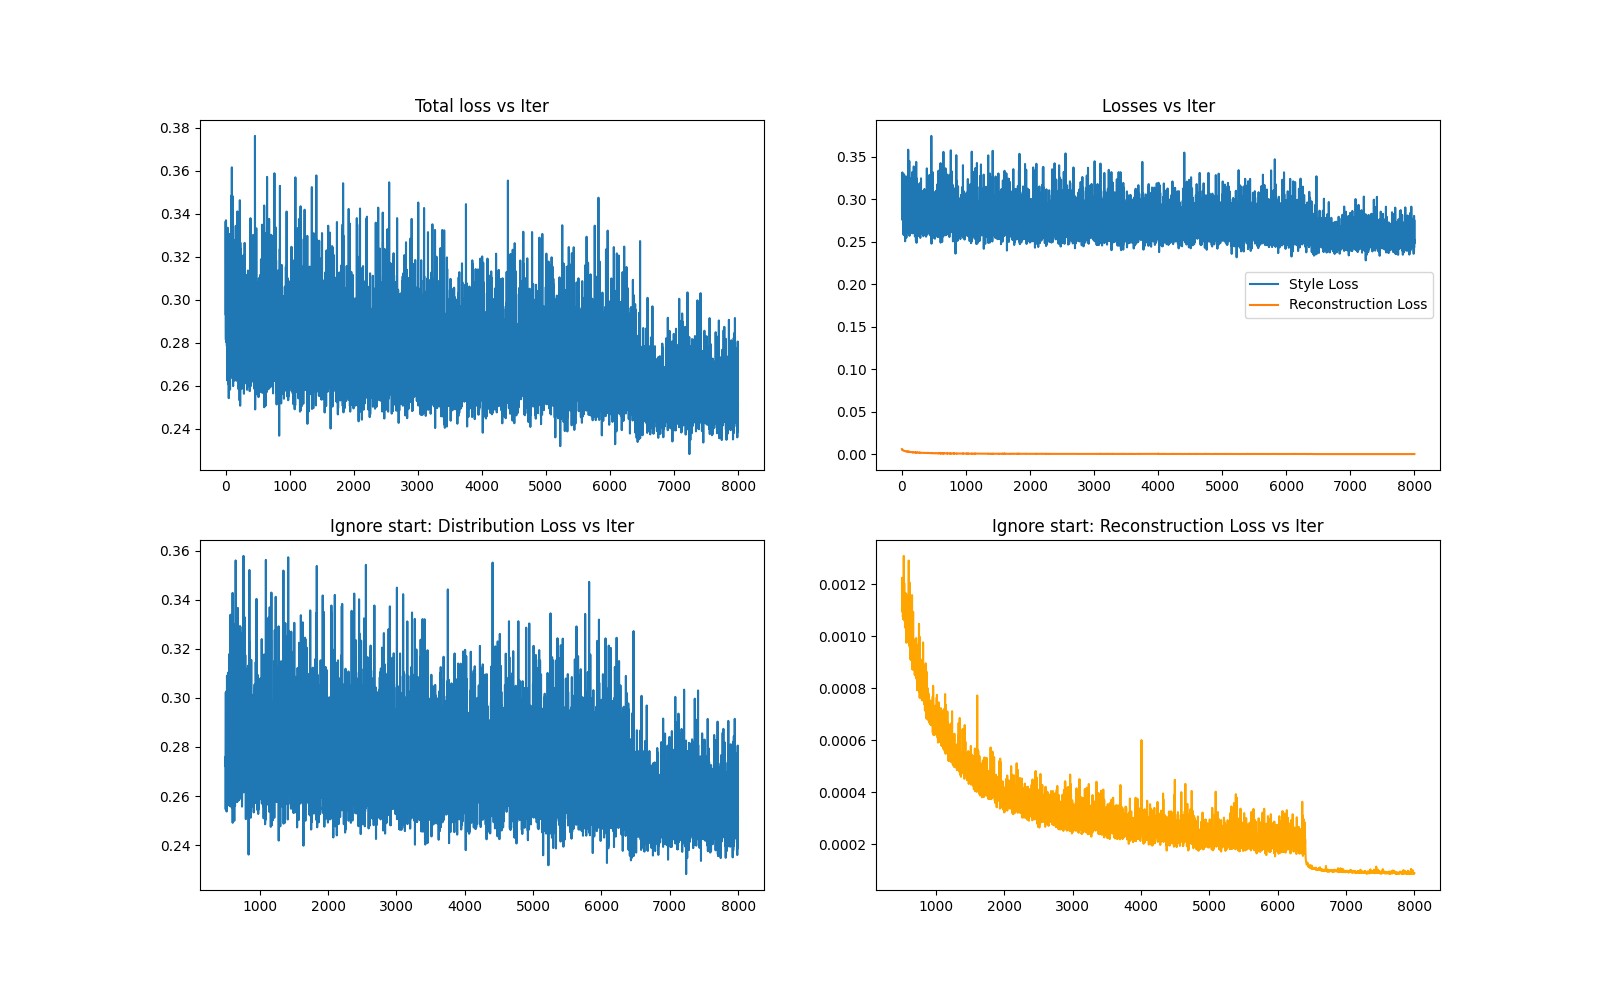 Total loss vs Iter
0.38
0.36
0.34
0.32
0.30
0.28
0.26
0.24
0 1000 2000 3000 4000 5000 6000 7000 8000
Losses vs Iter
0.35
0.30
0.25
0.20
0.15
0.10
0.05
0.00
Style Loss
Reconstruction Loss
0 1000 2000 3000 4000 5000 6000 7000 8000
Ignore start: Distribution Loss vs Iter
0.36
0.34
0.32
0.30
0.28
0.26
0.24
1000 2000 3000 4000 5000 6000 7000 8000
Ignore start: Reconstruction Loss vs Iter
0.0012
0.0010
0.0008
0.0006
0.0004
0.0002
1000 2000 3000 4000 5000 6000 7000 8000